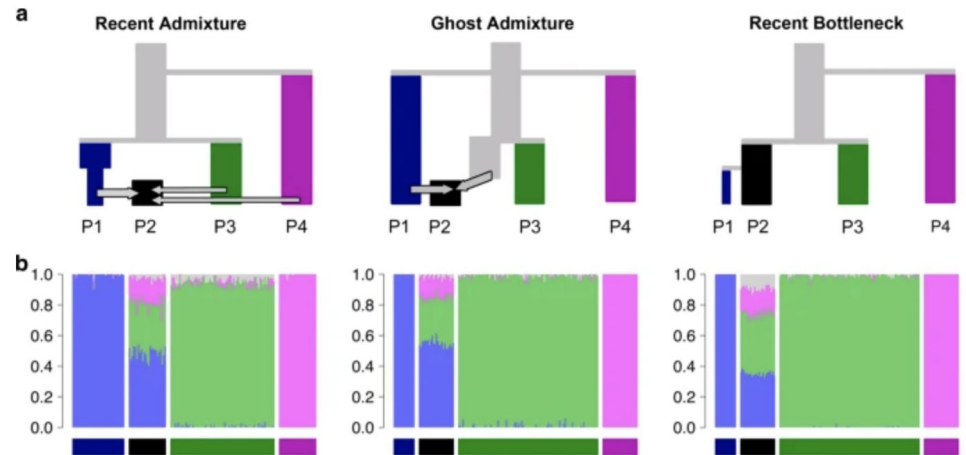 a
Recent Admixture Ghost Admixture Recent Bottleneck
P1 P2 P3 P4 P1 P2 P3 P4 P1 P2 P3 P4
b
1.0 1.0 1.0
0.8 0.8 0.8
0.6 0.6 0.6
0.4 0.4 0.4
0.2 0.2 0.2
0.0 0.0 0.0